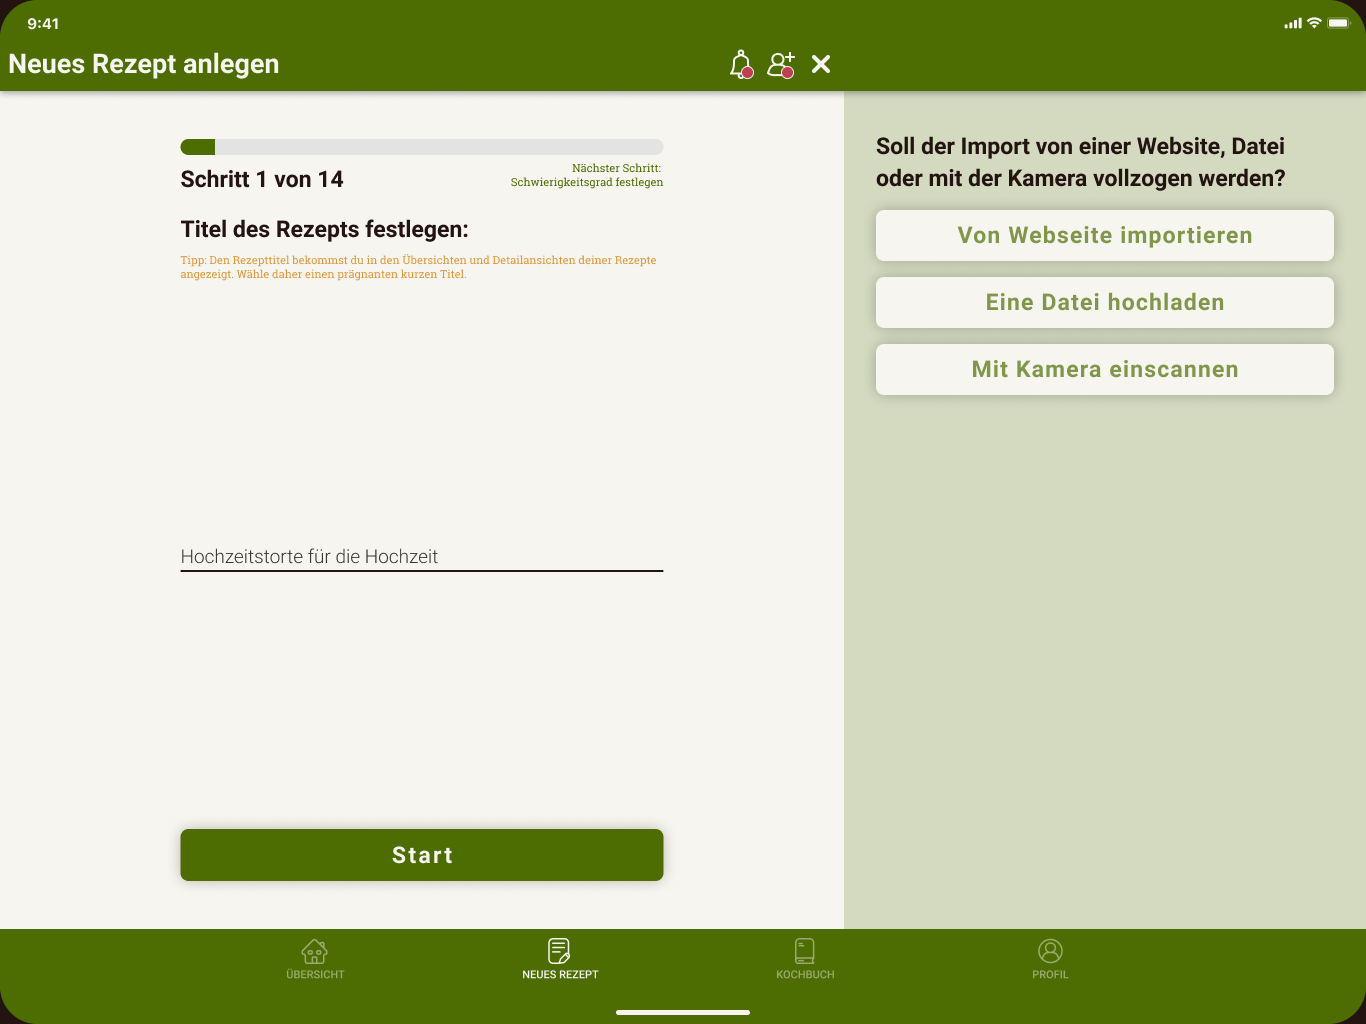 9:41
Neues Rezept anlegen
Schritt 1 von 14
Nächster Schritt:
Schwierigkeitsgrad festlegen
Titel des Rezepts festlegen:
Tipp: Den Rezepttitel bekommst du in den Übersichten und Detailansichten deiner Rezepte
angezeigt. Wähle daher einen prägnanten kurzen Titel.
Hochzeitstorte für die Hochzeit
Start
Soll der Import von einer Website, Datei
oder mit der Kamera vollzogen werden?
Von Webseite importieren
Eine Datei hochladen
Mit Kamera einscannen
ÜBERSICHT
NEUES REZEPT
KOCHBUCH
PROFIL